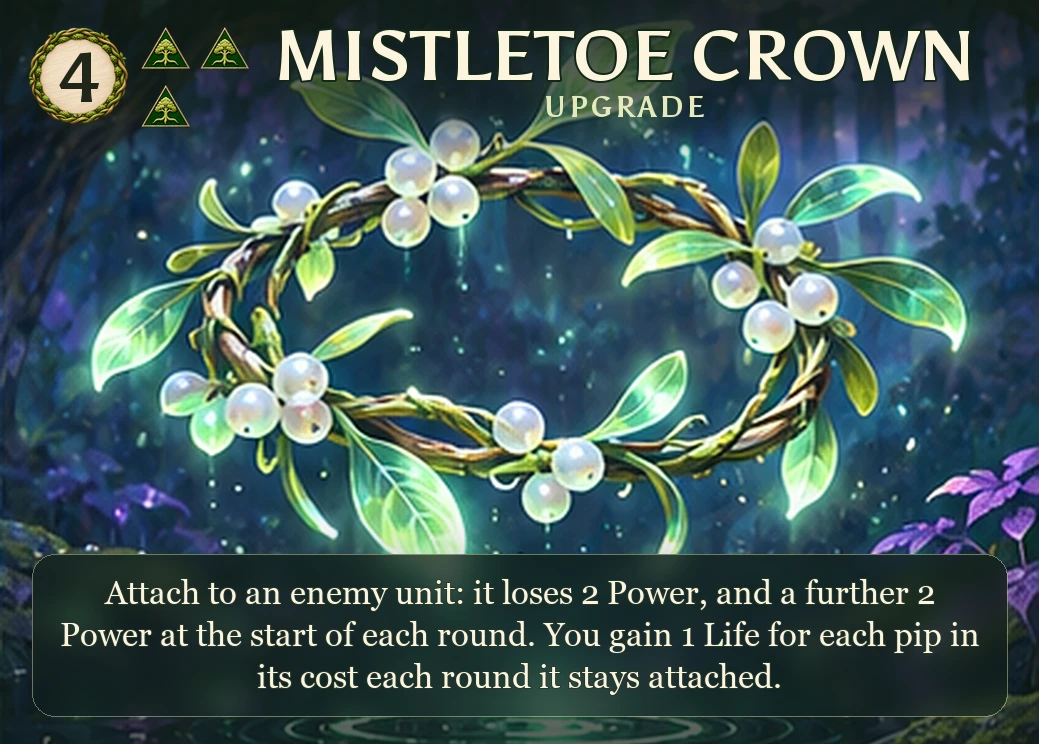 4
MISTLETOE CROWN
UPGRADE
Attach to an enemy unit: it loses 2 Power, and a further 2
Power at the start of each round. You gain 1 Life for each pip in
its cost each round it stays attached.